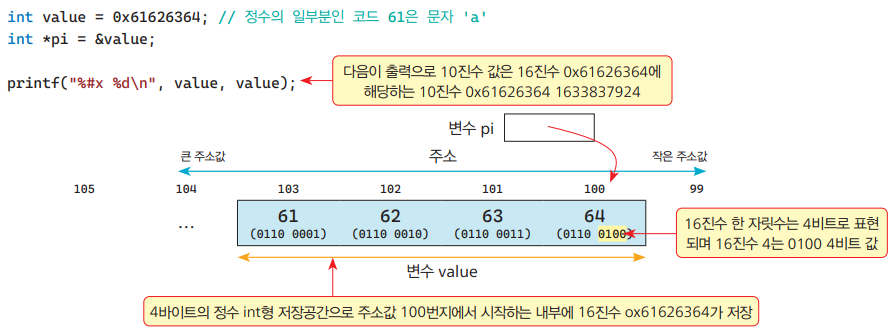 int value = 0x61626364; // 정수의 일부분인 코드 61은 문자 'a'
int *pi = &value;
printf("%#x %d\n", value, value);
다음이 출력으로 10진수 값은 16진수 0x61626364에
해당하는 10진수 0x61626364 1633837924
변수 pi
큰 주소값
주소
작은 주소값
105 104 103 102 101 100 99
... 61 62 63 64
(0110 0001) (0110 0010) (0110 0011) (0110 0100)
16진수 한 자릿수는 4비트로 표현
되며 16진수 4는 0100 4비트 값
변수 value
4바이트의 정수 int형 저장공간으로 주소값 100번지에서 시작하는 내부에 16진수 ox61626364가 저장